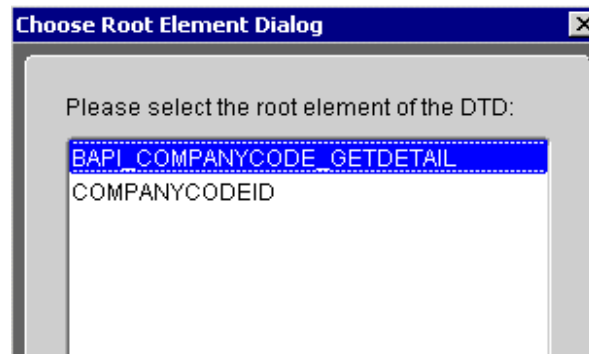 Choose Root Element Dialog
Please select the root element of the DTD:
BAPI_COMPANYCODE_GETDETAIL
COMPANYCODEID